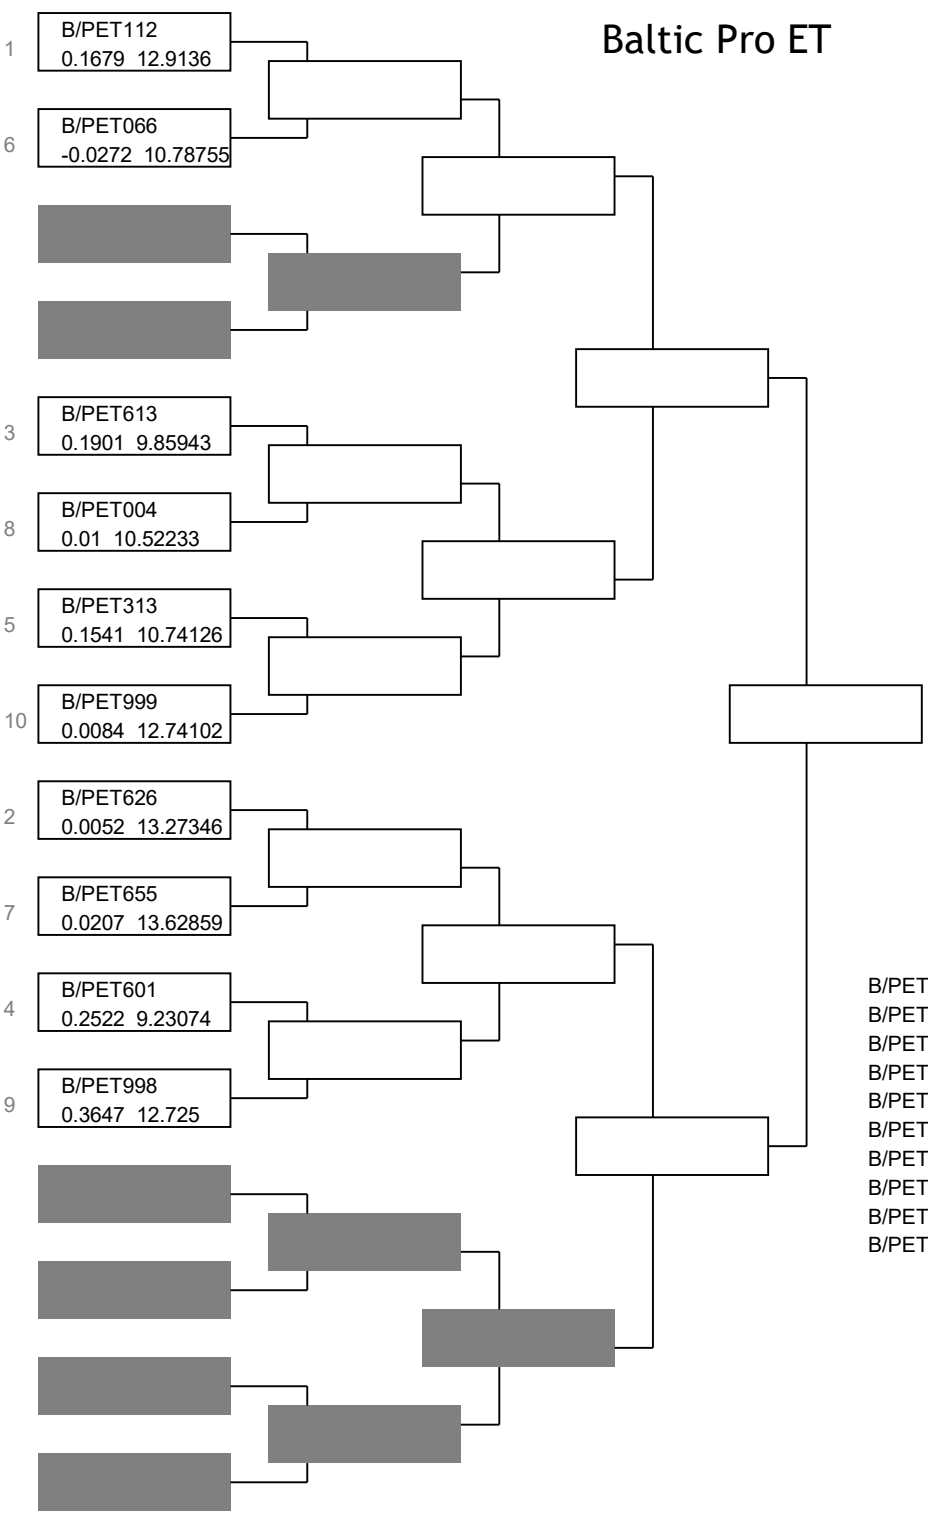 Baltic Pro ET
1
B/PET112
0.1679 12.9136
6
B/PET066
-0.0272 10.78755
3
B/PET613
0.1901 9.85943
8
B/PET004
0.01 10.52233
5
B/PET313
0.1541 10.74126
10
B/PET999
0.0084 12.74102
2
B/PET626
0.0052 13.27346
7
B/PET655
0.0207 13.62859
4
B/PET601
0.2522 9.23074
9
B/PET998
0.3647 12.725
B/PET
B/PET
B/PET
B/PET
B/PET
B/PET
B/PET
B/PET
B/PET
B/PET